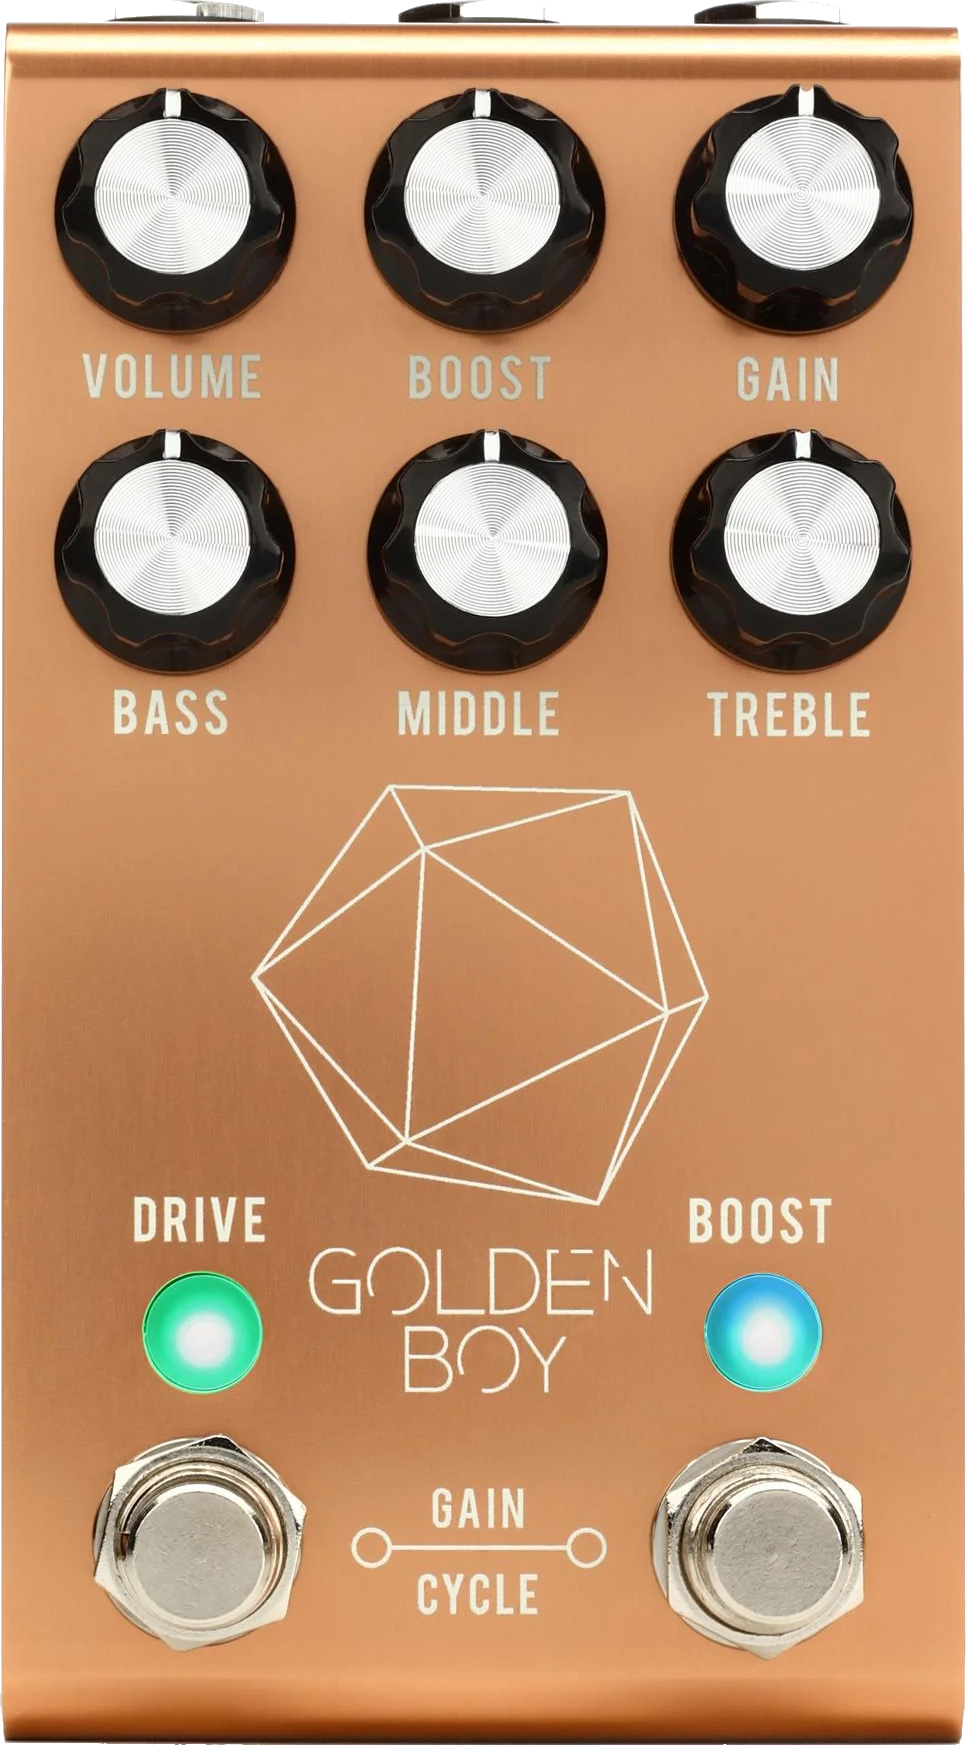 VOLUME BOOST GAIN
BASS MIDDLE TREBLE
DRIVE BOOST
GOLDEN
BOY
GAIN
CYCLE